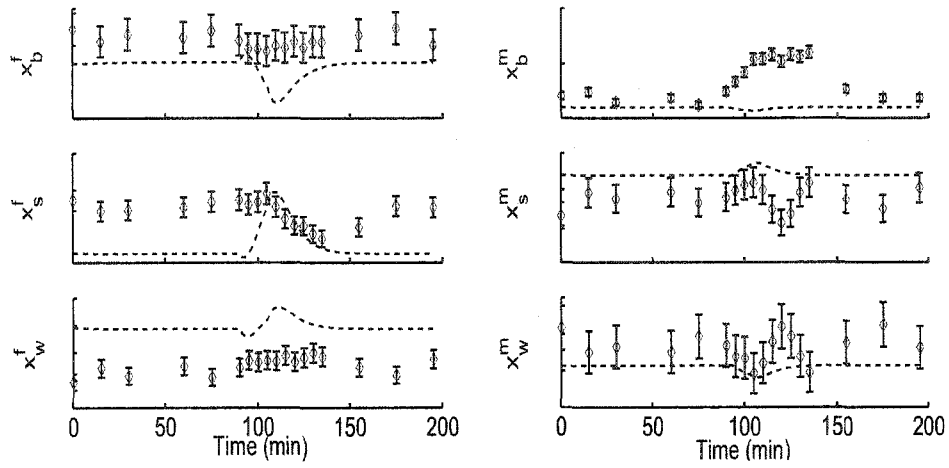 x_b^f
x_b^m
x_s^f
x_s^m
x_w^f
x_w^m
0 50 100 150 200
0 50 100 150 200
Time (min)
Time (min)